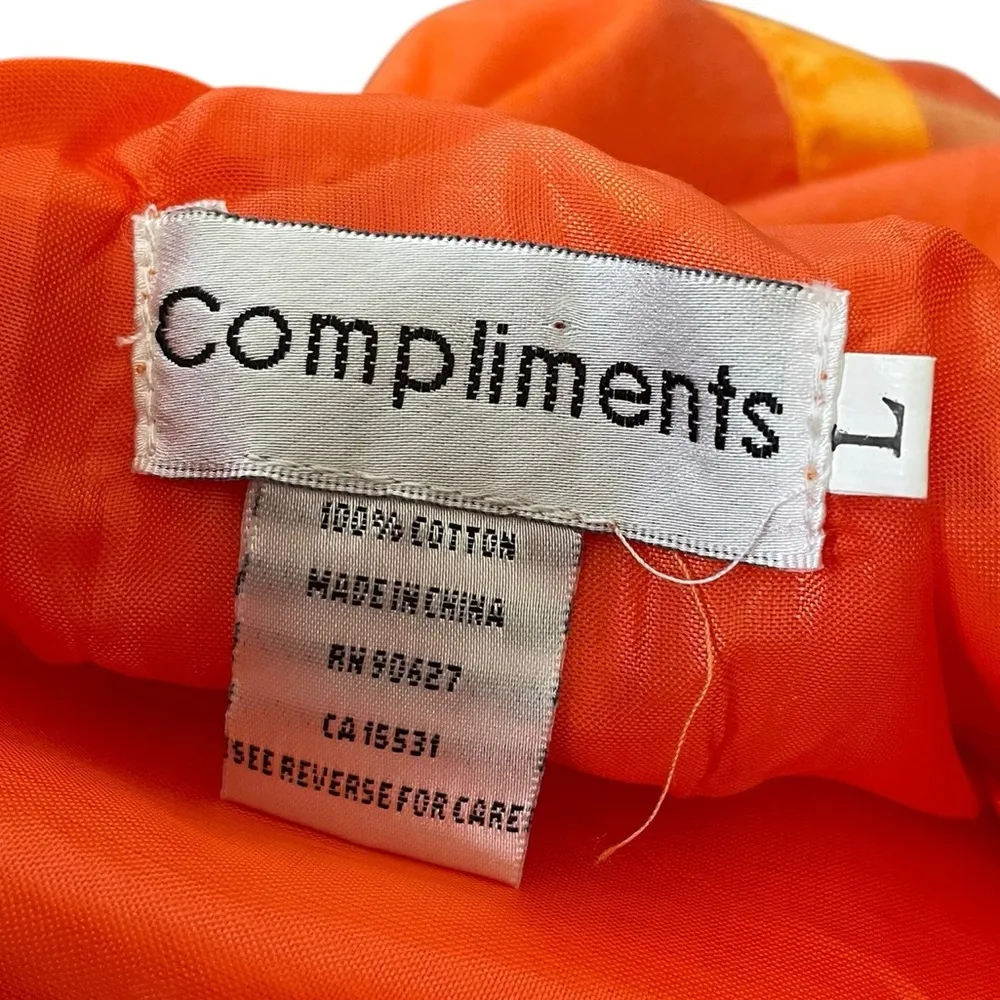 compliments
L
100% COTTON
MADE IN CHINA
RN 90627
CA 16531
SEE REVERSE FOR CARE